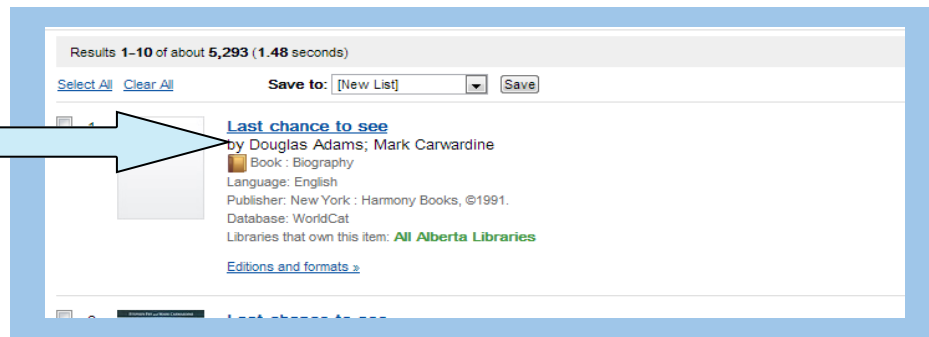 Results 1-10 of about 5,293 (1.48 seconds)
Select All Clear All Save to: [New List] Save
Last chance to see
by Douglas Adams; Mark Carwardine
Book : Biography
Language: English
Publisher: New York : Harmony Books, ©1991.
Database: WorldCat
Libraries that own this item: All Alberta Libraries
Editions and formats »